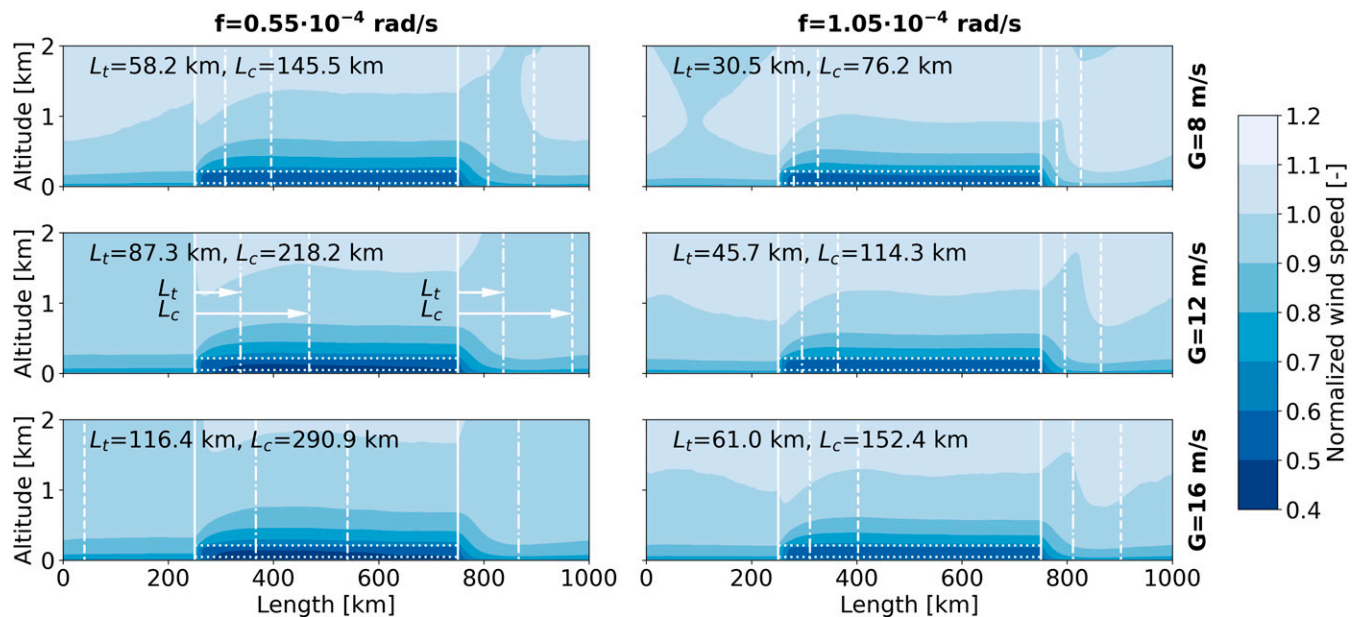 f=0.55·10⁻⁴ rad/s
f=1.05·10⁻⁴ rad/s
Altitude [km]
2
1
0
Lt=58.2 km, Lc=145.5 km
Lt=30.5 km, Lc=76.2 km
G=8 m/s
Altitude [km]
2
1
0
Lt=87.3 km, Lc=218.2 km
Lt
Lc
Lt
Lc
Lt=45.7 km, Lc=114.3 km
G=12 m/s
Altitude [km]
2
1
0
Lt=116.4 km, Lc=290.9 km
Lt=61.0 km, Lc=152.4 km
G=16 m/s
0 200 400 600 800 1000
0 200 400 600 800 1000
Length [km]
Length [km]
1.2
1.1
1.0
0.9
0.8
0.7
0.6
0.5
0.4
Normalized wind speed [-]